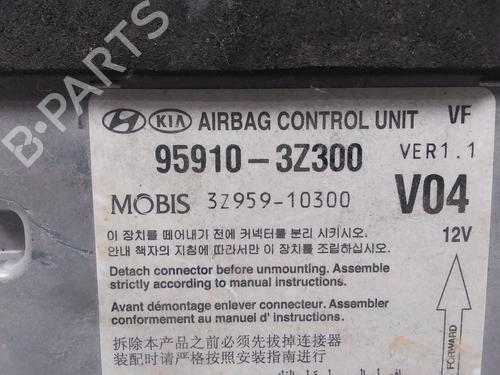 B-PARTS
HYUNDAI KIA AIRBAG CONTROL UNIT VF
95910-3Z300 VER1.1
MOBIS 3Z959-10300 V04
이 장치를 떼어내기 전에 커넥터를 분리 시키시오.
안내 책자의 지침에 따라서만 이 장치를 조립하십시오. 12V
Detach connector before unmounting. Assemble
strictly according to manual instructions.
Avant démontage enlever connecteur. Assembler
conformement au manuel d' instructions.
拆除本产品之前必须先拔掉连接器
装配时请严格按照安装指南进行
FORWARD